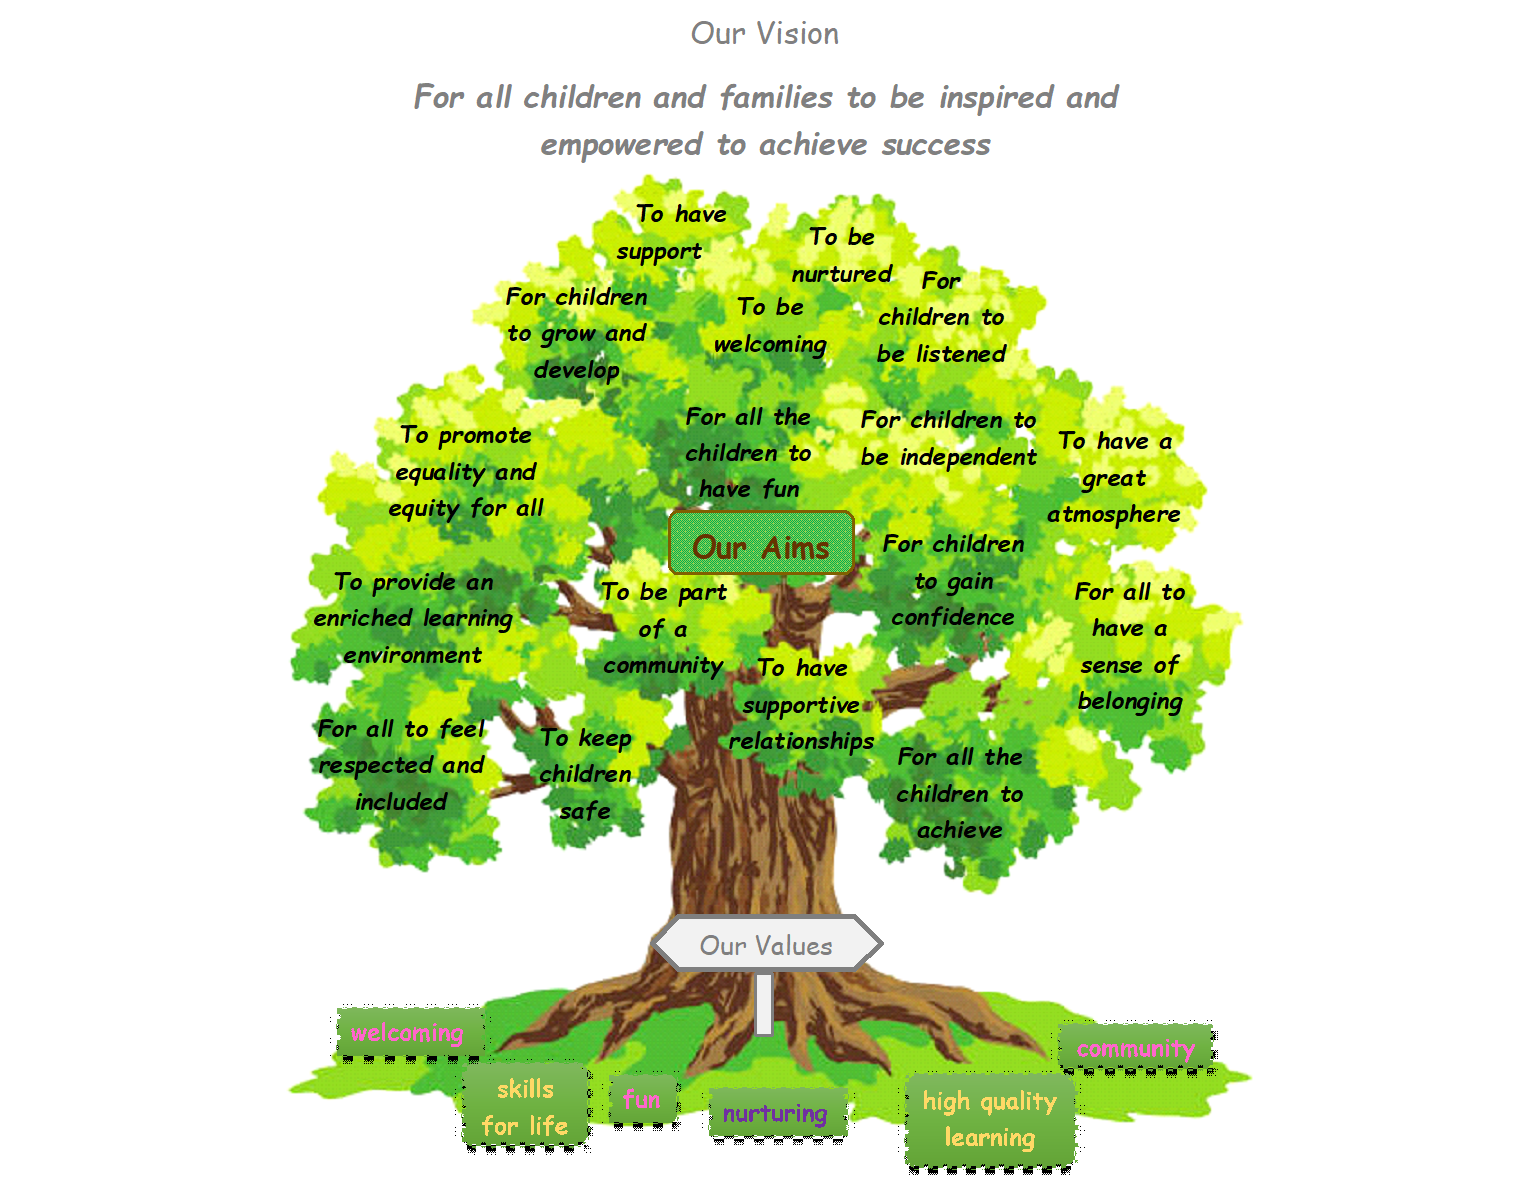 Our Vision
For all children and families to be inspired and
empowered to achieve success
To have
support
To be
nurtured
For children
to grow and
develop
To be
welcoming
For
children to
be listened
To promote
equality and
equity for all
For all the
children to
have fun
For children to
be independent
To have a
great
atmosphere
Our Aims
To provide an
enriched learning
environment
To be part
of a
community
For children
to gain
confidence
For all to
have a
sense of
belonging
To have
supportive
relationships
For all to feel
respected and
included
To keep
children
safe
For all the
children to
achieve
Our Values
welcoming
skills
for life
fun
nurturing
high quality
learning
community